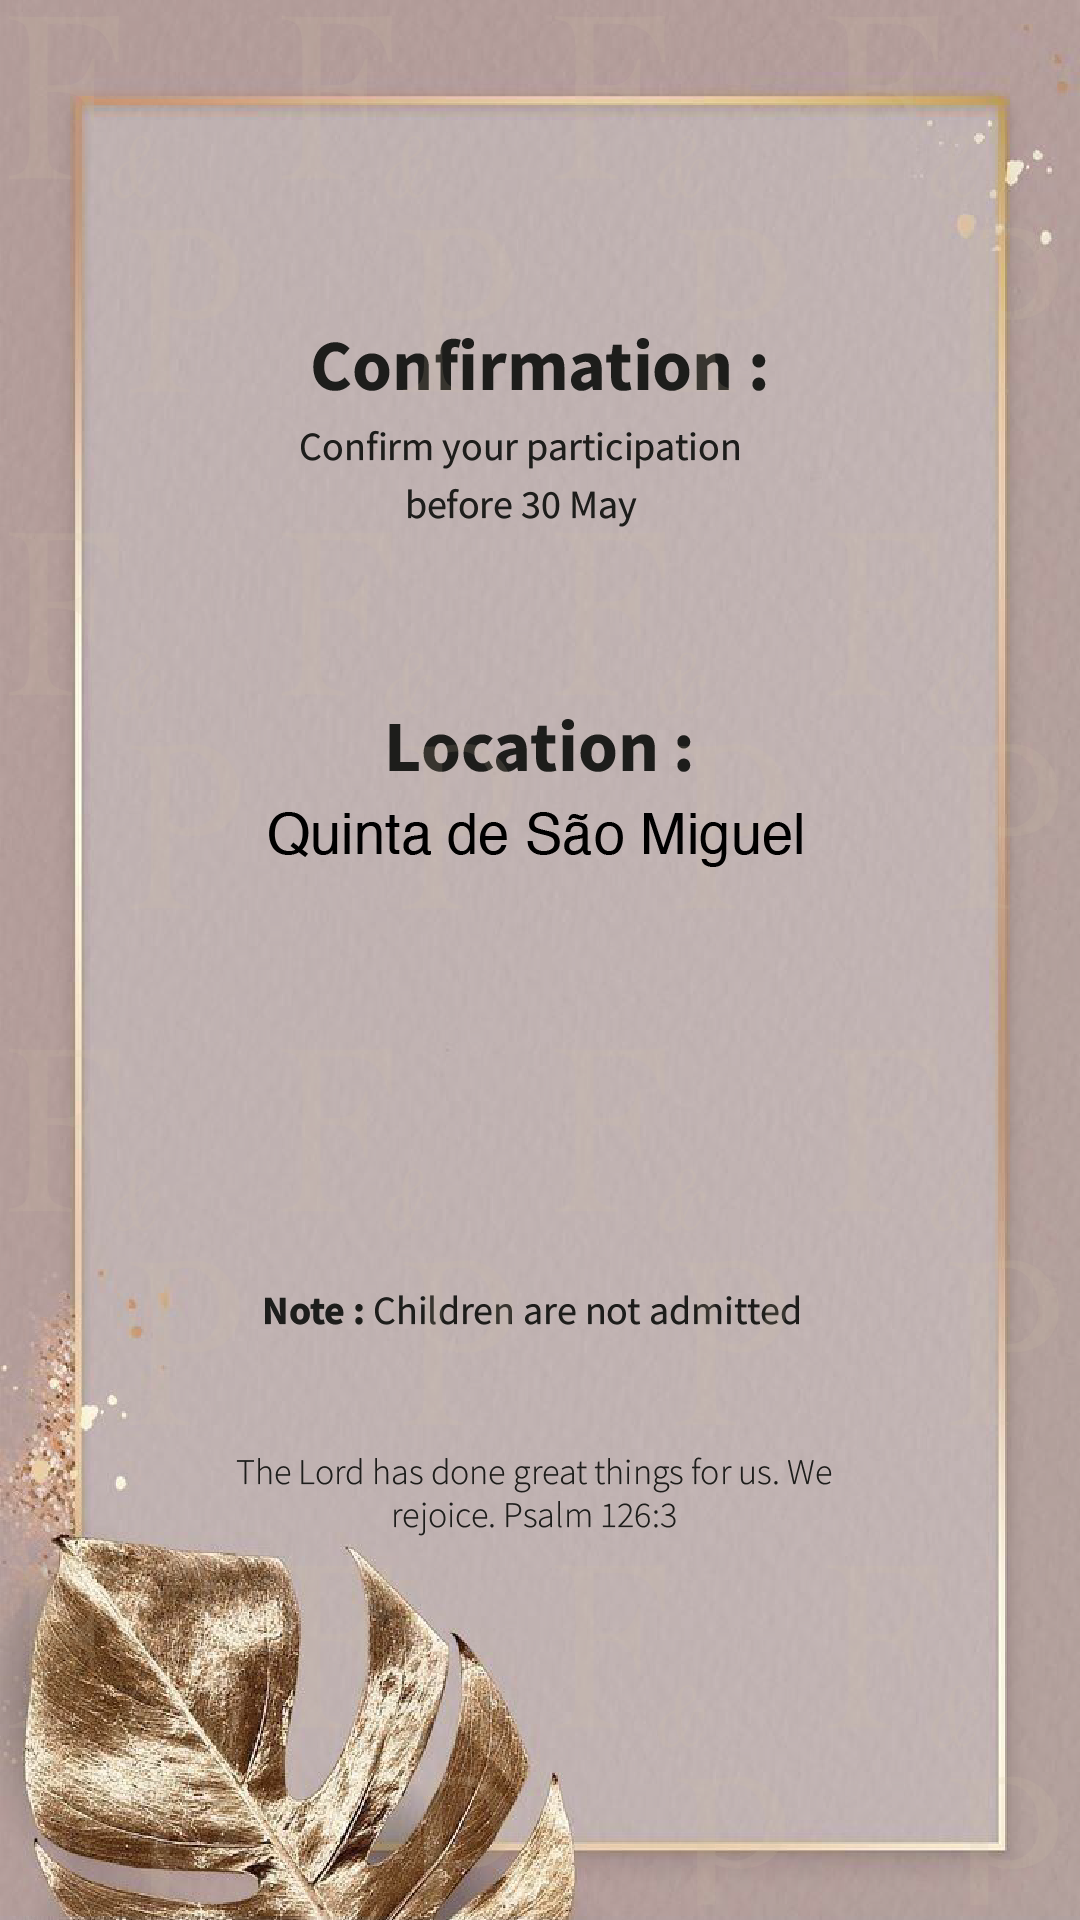 Confirmation :
Confirm your participation
before 30 May
Location :
Quinta de São Miguel
Note : Children are not admitted
The Lord has done great things for us. We
rejoice. Psalm 126:3